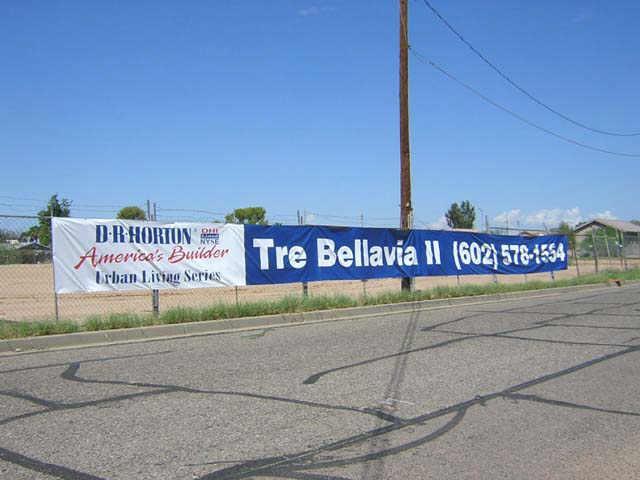 D·R·HORTON
DHI
NYSE
America's Builder
Urban Living Series
Tre Bellavia II (602) 578-1554